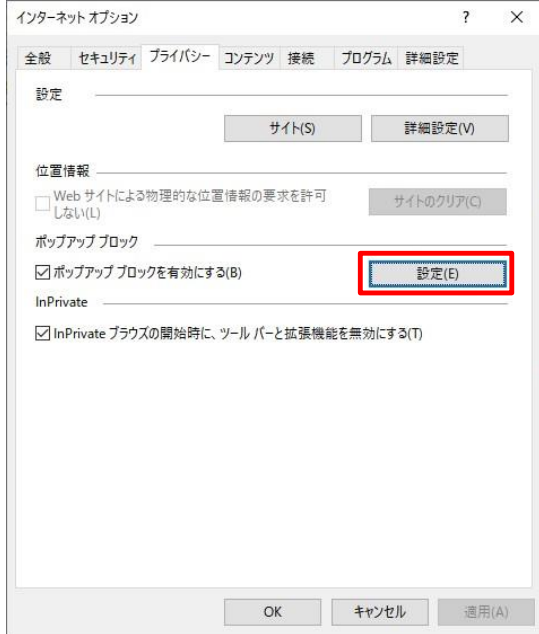 インターネット オプション ? ×
全般 セキュリティ プライバシー コンテンツ 接続 プログラム 詳細設定
設定
サイト(S) 詳細設定(V)
位置情報
Web サイトによる物理的な位置情報の要求を許可
しない(L)
サイトのクリア(C)
ポップアップ ブロック
ポップアップ ブロックを有効にする(B) 設定(E)
InPrivate
InPrivate ブラウズの開始時に、ツール バーと拡張機能を無効にする(T)
OK キャンセル 適用(A)